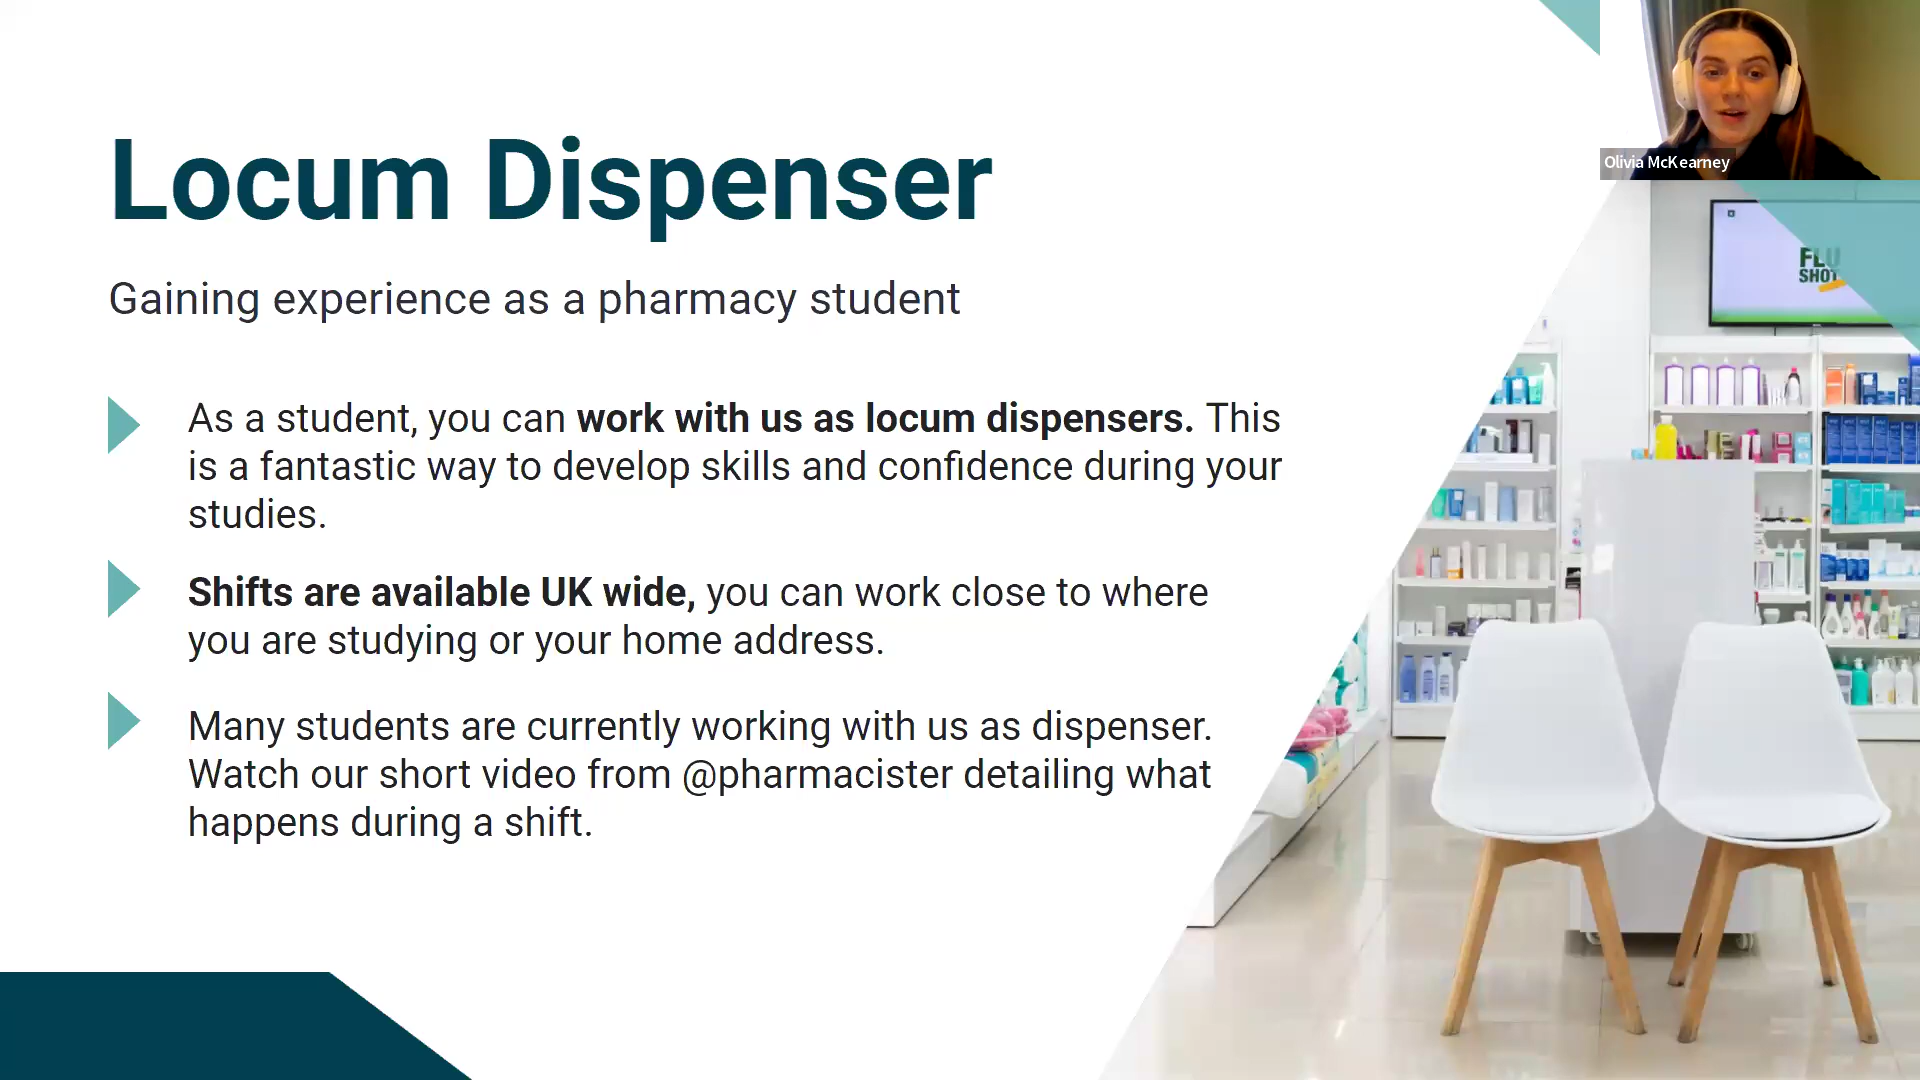 Locum Dispenser
Gaining experience as a pharmacy student
As a student, you can work with us as locum dispensers. This
is a fantastic way to develop skills and confidence during your
studies.
Shifts are available UK wide, you can work close to where
you are studying or your home address.
Many students are currently working with us as dispenser.
Watch our short video from @pharmacister detailing what
happens during a shift.
Olivia McKearney
FLU
SHOT